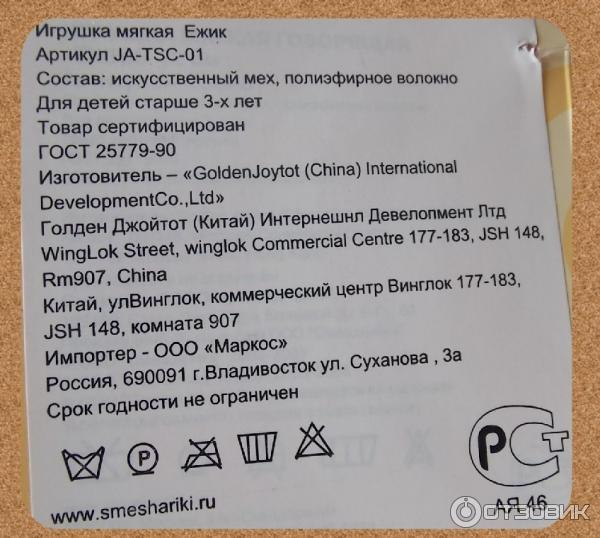 Игрушка мягкая Ежик
Артикул JA-TSC-01
Состав: искусственный мех, полиэфирное волокно
Для детей старше 3-х лет
Товар сертифицирован
ГОСТ 25779-90
Изготовитель – «GoldenJoytot (China) International
DevelopmentCo.,Ltd»
Голден Джойтот (Китай) Интернешнл Девелопмент Лтд
WingLok Street, winglok Commercial Centre 177-183, JSH 148,
Rm907, China
Китай, улВинглок, коммерческий центр Винглок 177-183,
JSH 148, комната 907
Импортер - ООО «Маркос»
Россия, 690091 г.Владивосток ул. Суханова , 3а
Срок годности не ограничен
P
РСТ
АЯ 46
www.smeshariki.ru
ОТЗОВИК